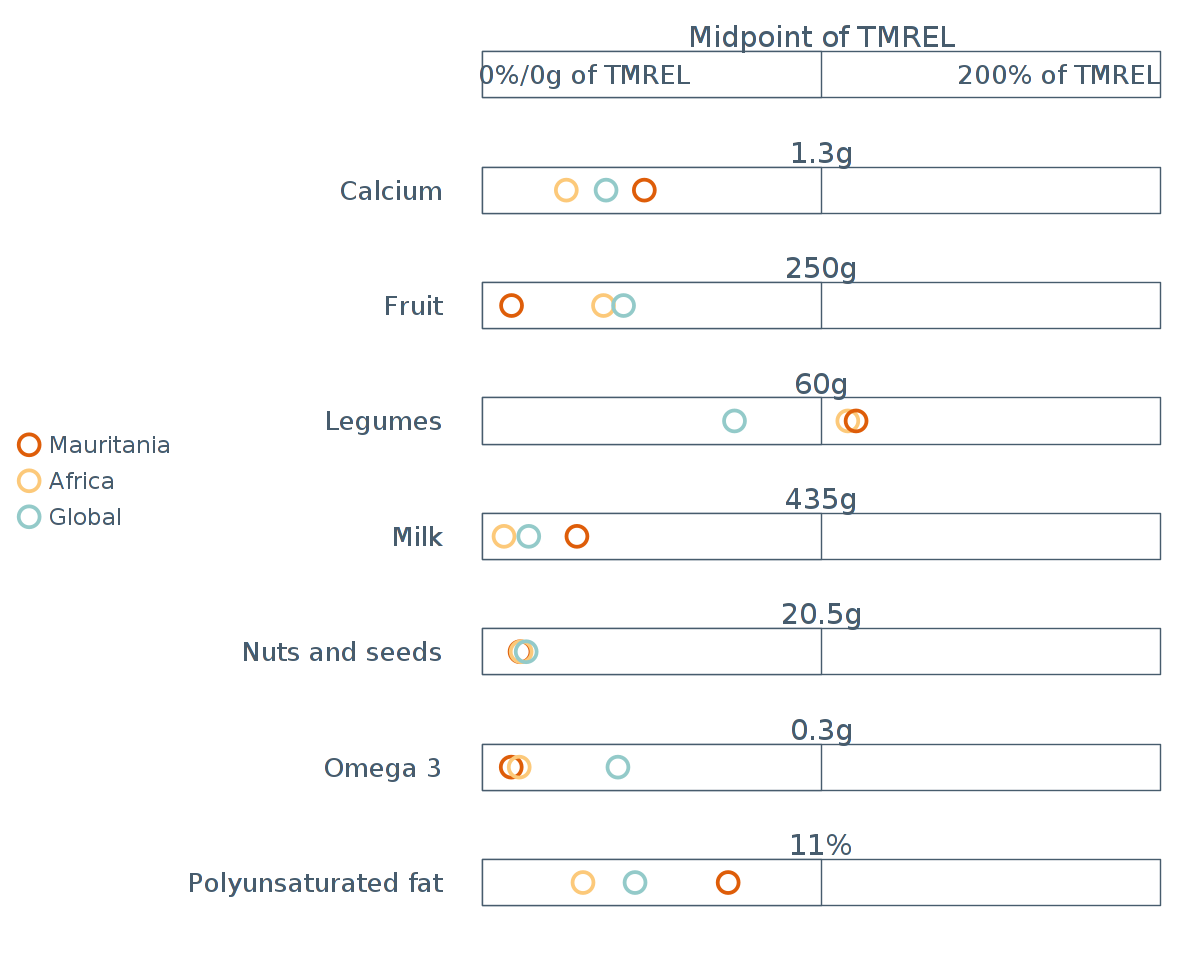 Midpoint of TMREL
0%/0g of TMREL
200% of TMREL
1.3g
Calcium
250g
Fruit
60g
Legumes
Mauritania
Africa
Global
435g
Milk
20.5g
Nuts and seeds
0.3g
Omega 3
11%
Polyunsaturated fat